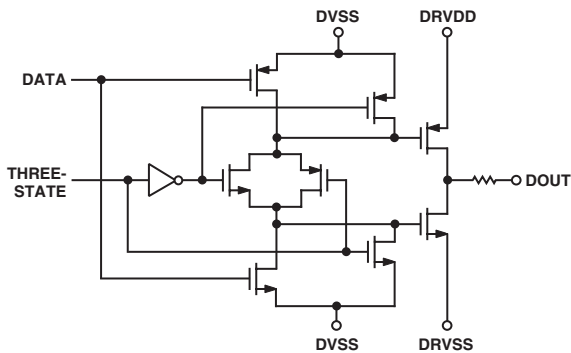 DVSS
DRVDD
DATA
THREE-
STATE
DOUT
DVSS
DRVSS